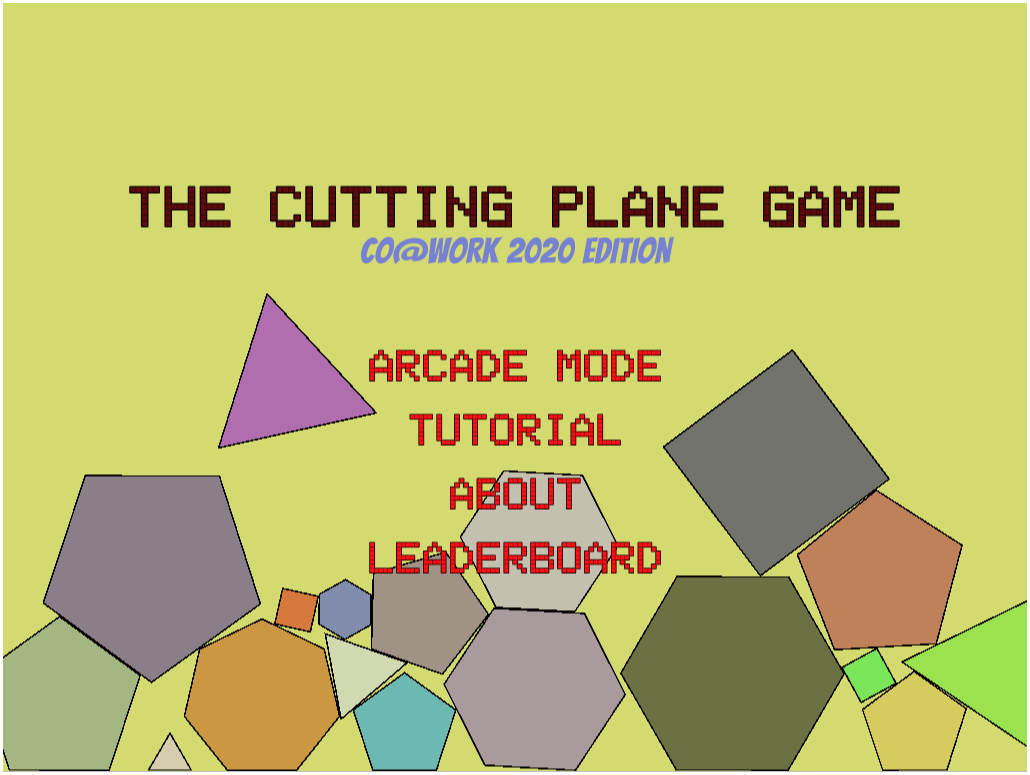 THE CUTTING PLANE GAME
CO@WORK 2020 EDITION
ARCADE MODE
TUTORIAL
ABOUT
LEADERBOARD